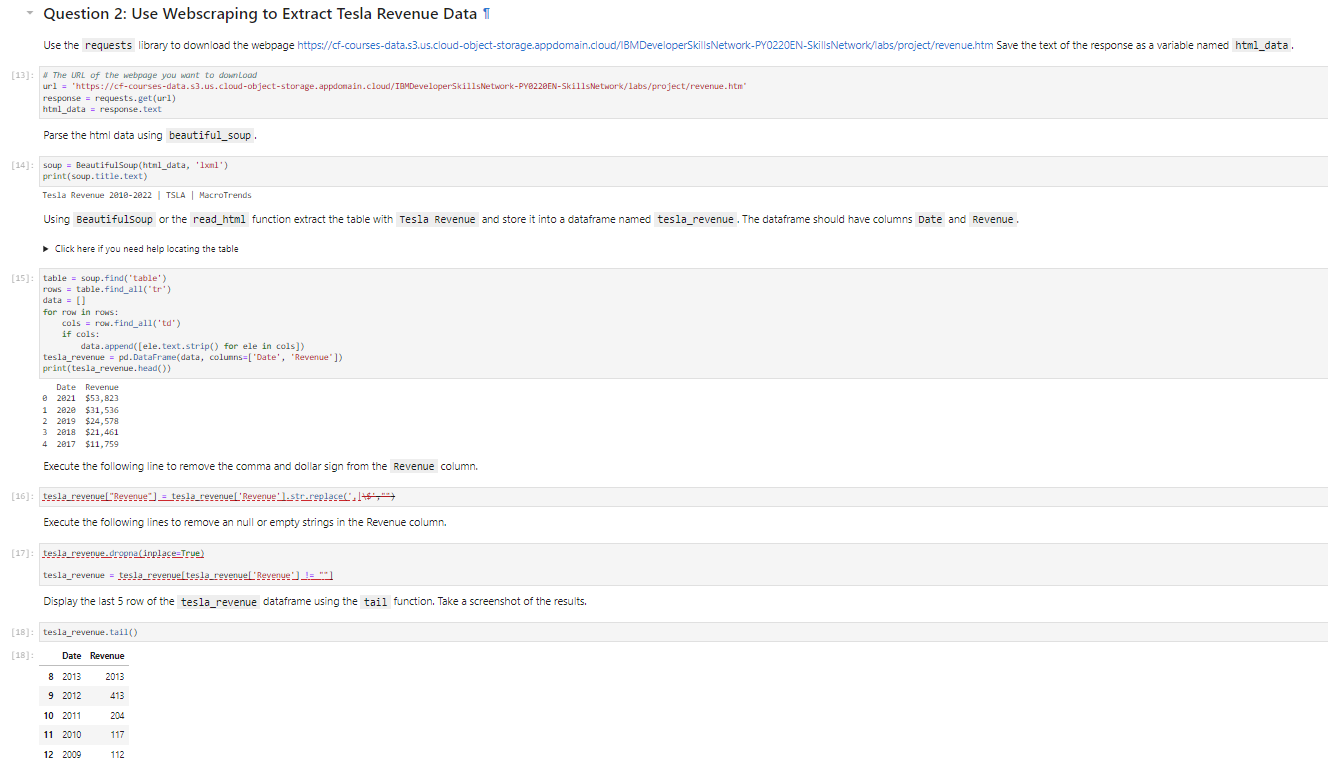 Question 2: Use Webscraping to Extract Tesla Revenue Data ¶
Use the requests library to download the webpage https://cf-courses-data.s3.us.cloud-object-storage.appdomain.cloud/IBMDeveloperSkillsNetwork-PY0220EN-SkillsNetwork/labs/project/revenue.htm Save the text of the response as a variable named html_data.
[13]: # The URL of the webpage you want to download
url = 'https://cf-courses-data.s3.us.cloud-object-storage.appdomain.cloud/IBMDeveloperSkillsNetwork-PY0220EN-SkillsNetwork/labs/project/revenue.htm'
response = requests.get(url)
html_data = response.text
Parse the html data using beautiful_soup.
[14]: soup = BeautifulSoup(html_data, 'lxml')
print(soup.title.text)
Tesla Revenue 2010-2022 | TSLA | MacroTrends
Using BeautifulSoup or the read_html function extract the table with Tesla Revenue and store it into a dataframe named tesla_revenue. The dataframe should have columns Date and Revenue.
Click here if you need help locating the table
[15]: table = soup.find('table')
rows = table.find_all('tr')
data = []
for row in rows:
    cols = row.find_all('td')
    if cols:
        data.append([ele.text.strip() for ele in cols])
tesla_revenue = pd.DataFrame(data, columns=['Date', 'Revenue'])
print(tesla_revenue.head())
Date Revenue
0 2021 $53,823
1 2020 $31,536
2 2019 $24,578
3 2018 $21,461
4 2017 $11,759
Execute the following line to remove the comma and dollar sign from the Revenue column.
[16]: tesla_revenue["Revenue"] = tesla_revenue['Revenue'].str.replace(',|\$',"")
Execute the following lines to remove an null or empty strings in the Revenue column.
[17]: tesla_revenue.dropna(inplace=True)
tesla_revenue = tesla_revenue[tesla_revenue['Revenue'] != ""]
Display the last 5 row of the tesla_revenue dataframe using the tail function. Take a screenshot of the results.
[18]: tesla_revenue.tail()
[18]: Date Revenue
8 2013 2013
9 2012 413
10 2011 204
11 2010 117
12 2009 112